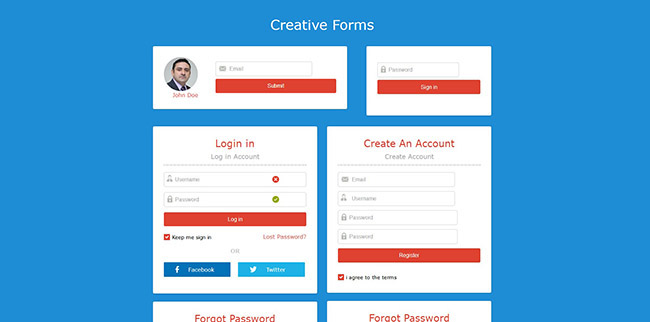 Creative Forms
Email
Submit
John Doe
Password
Sign in
Login in
Log in Account
Username
Password
Log in
Keep me sign in
Lost Password?
OR
Facebook
Twitter
Create An Account
Create Account
Email
Username
Password
Password
Register
i agree to the terms
Forgot Password
Forgot Password